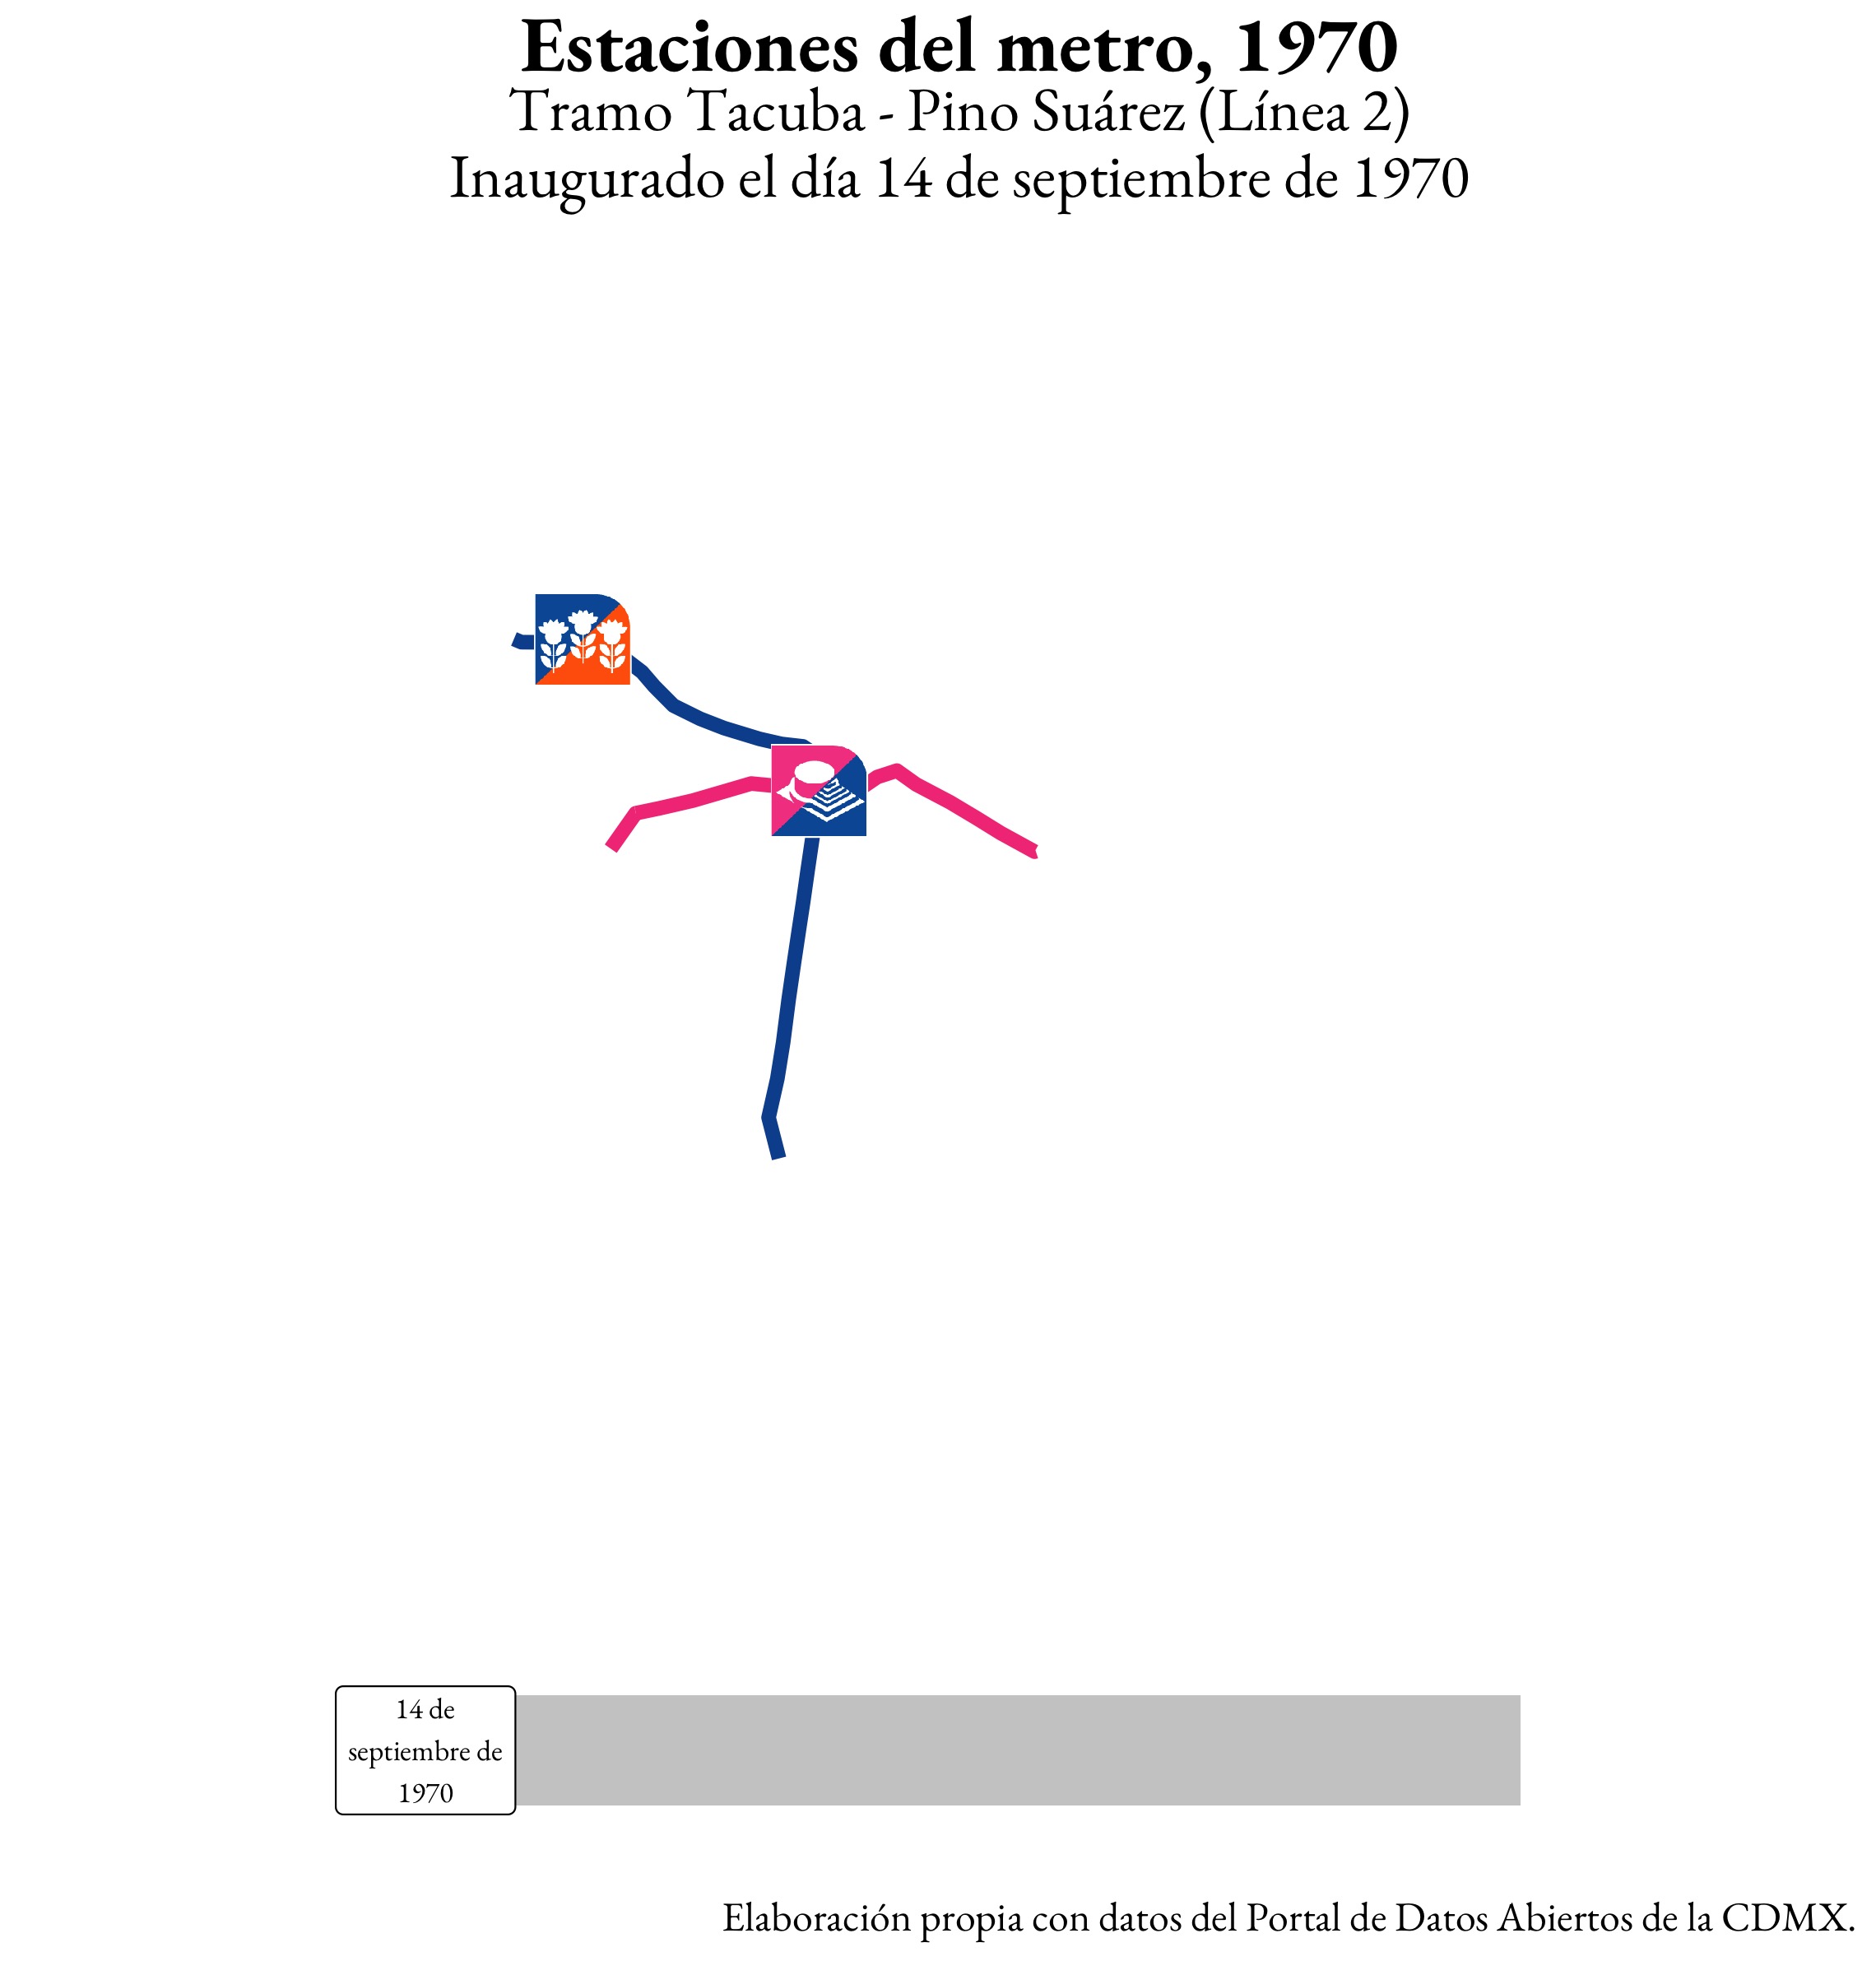 Estaciones del metro, 1970
Tramo Tacuba - Pino Suárez (Línea 2)
Inaugurado el día 14 de septiembre de 1970
14 de
septiembre de
1970
Elaboración propia con datos del Portal de Datos Abiertos de la CDMX.